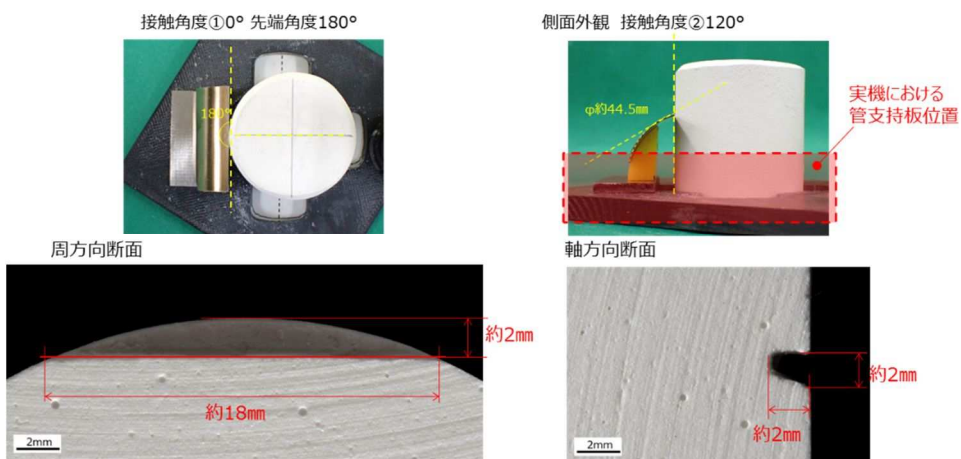 接触角度①0° 先端角度180°
側面外観 接触角度②120°
180°
φ約44.5㎜
実機における
管支持板位置
周方向断面
軸方向断面
約2㎜
約18㎜
2mm
約2㎜
約2㎜
2mm